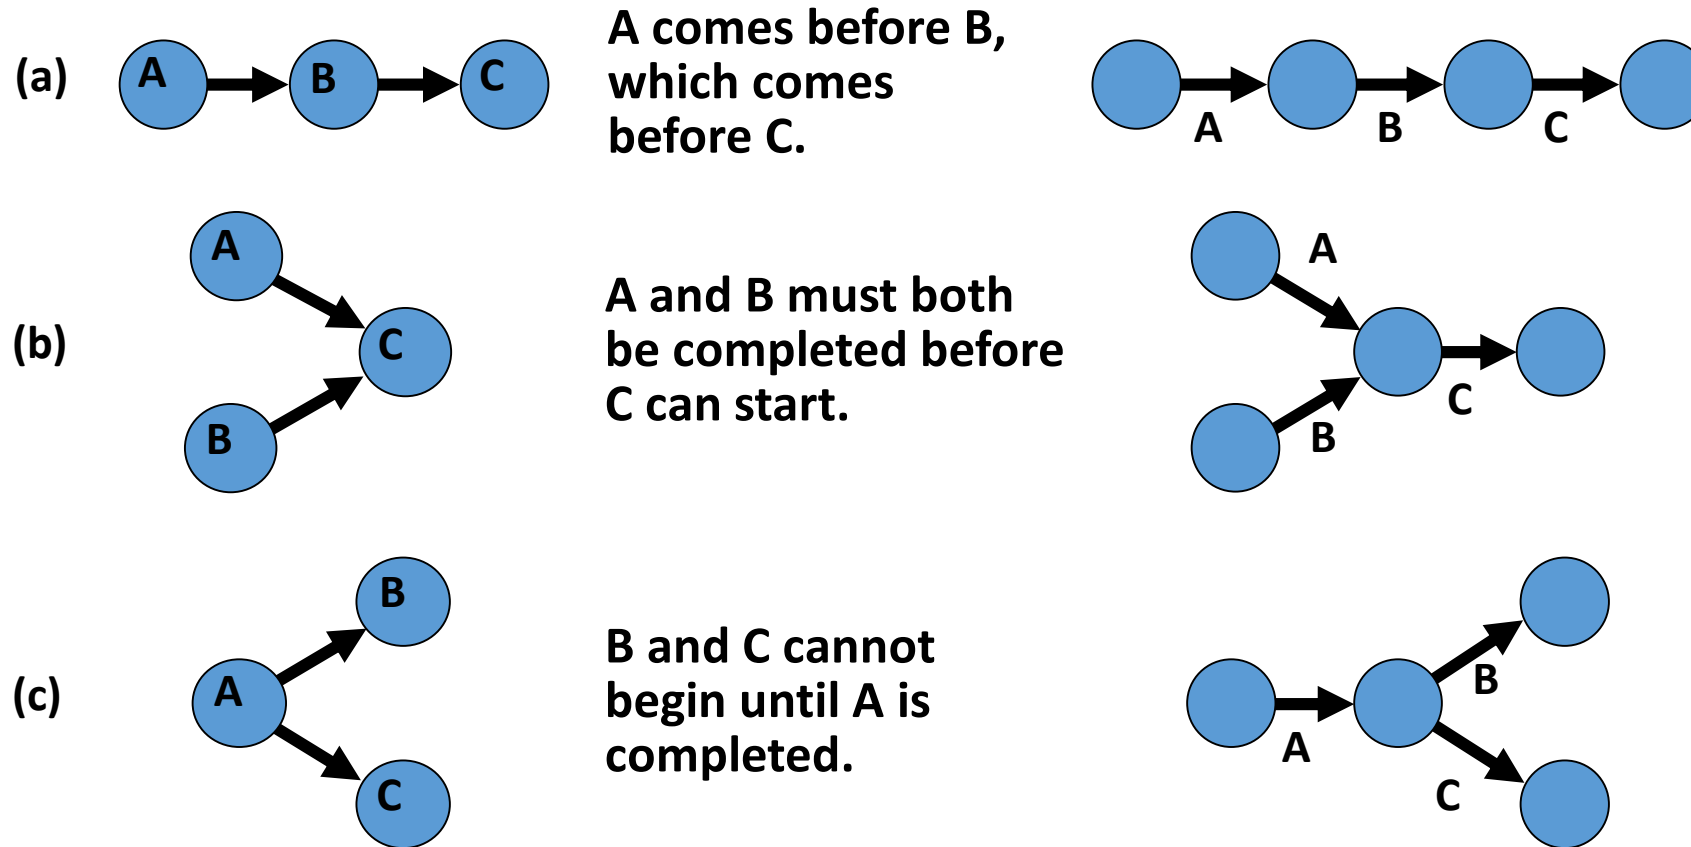 (a)
A
B
C
A comes before B,
which comes
before C.
A
B
C
(b)
A
B
C
A and B must both
be completed before
C can start.
A
B
C
(c)
A
B
C
B and C cannot
begin until A is
completed.
A
B
C